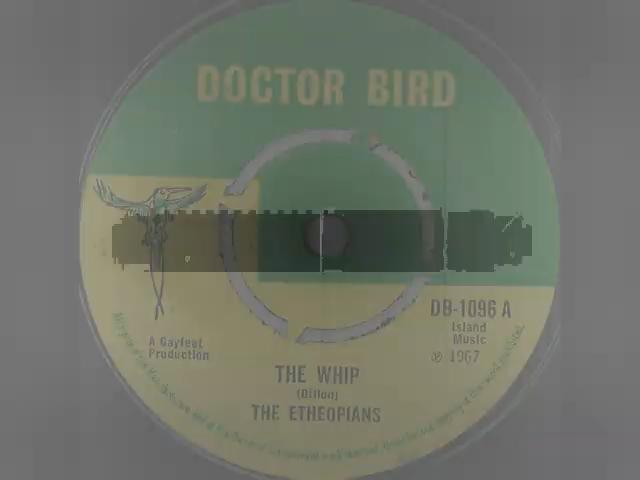 DOCTOR BIRD
DB-1096 A
Island
Music
℗ 1967
A Gayfeet
Production
THE WHIP
(Dillon)
THE ETHEOPIANS